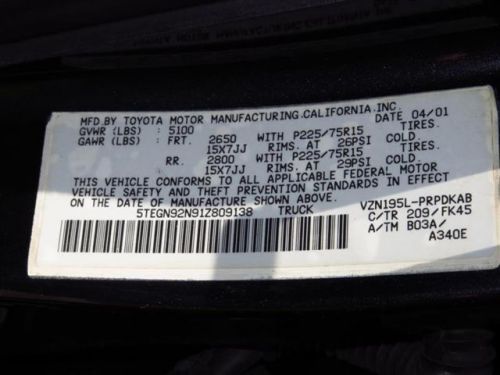 MFD.BY TOYOTA MOTOR MANUFACTURING.CALIFORNIA.INC.
GVWR (LBS) : 5100 DATE 04/01
GAWR (LBS) : FRT. 2650 WITH P225/75R15 TIRES.
15X7JJ RIMS. AT 26PSI COLD
RR. 2800 WITH P225/75R15 TIRES.
15X7JJ RIMS. AT 29PSI COLD
THIS VEHICLE CONFORMS TO ALL APPLICABLE FEDERAL MOTOR
VEHICLE SAFETY AND THEFT PREVENTION STANDARDS IN EFFECT
ON THE DATE OF MANUFACTURE SHOWN ABOVE.
5TEGN92N91Z809138 TRUCK VZN195L-PRPDKAB
C/TR 209/FK45
A/TM B03A/
A340E